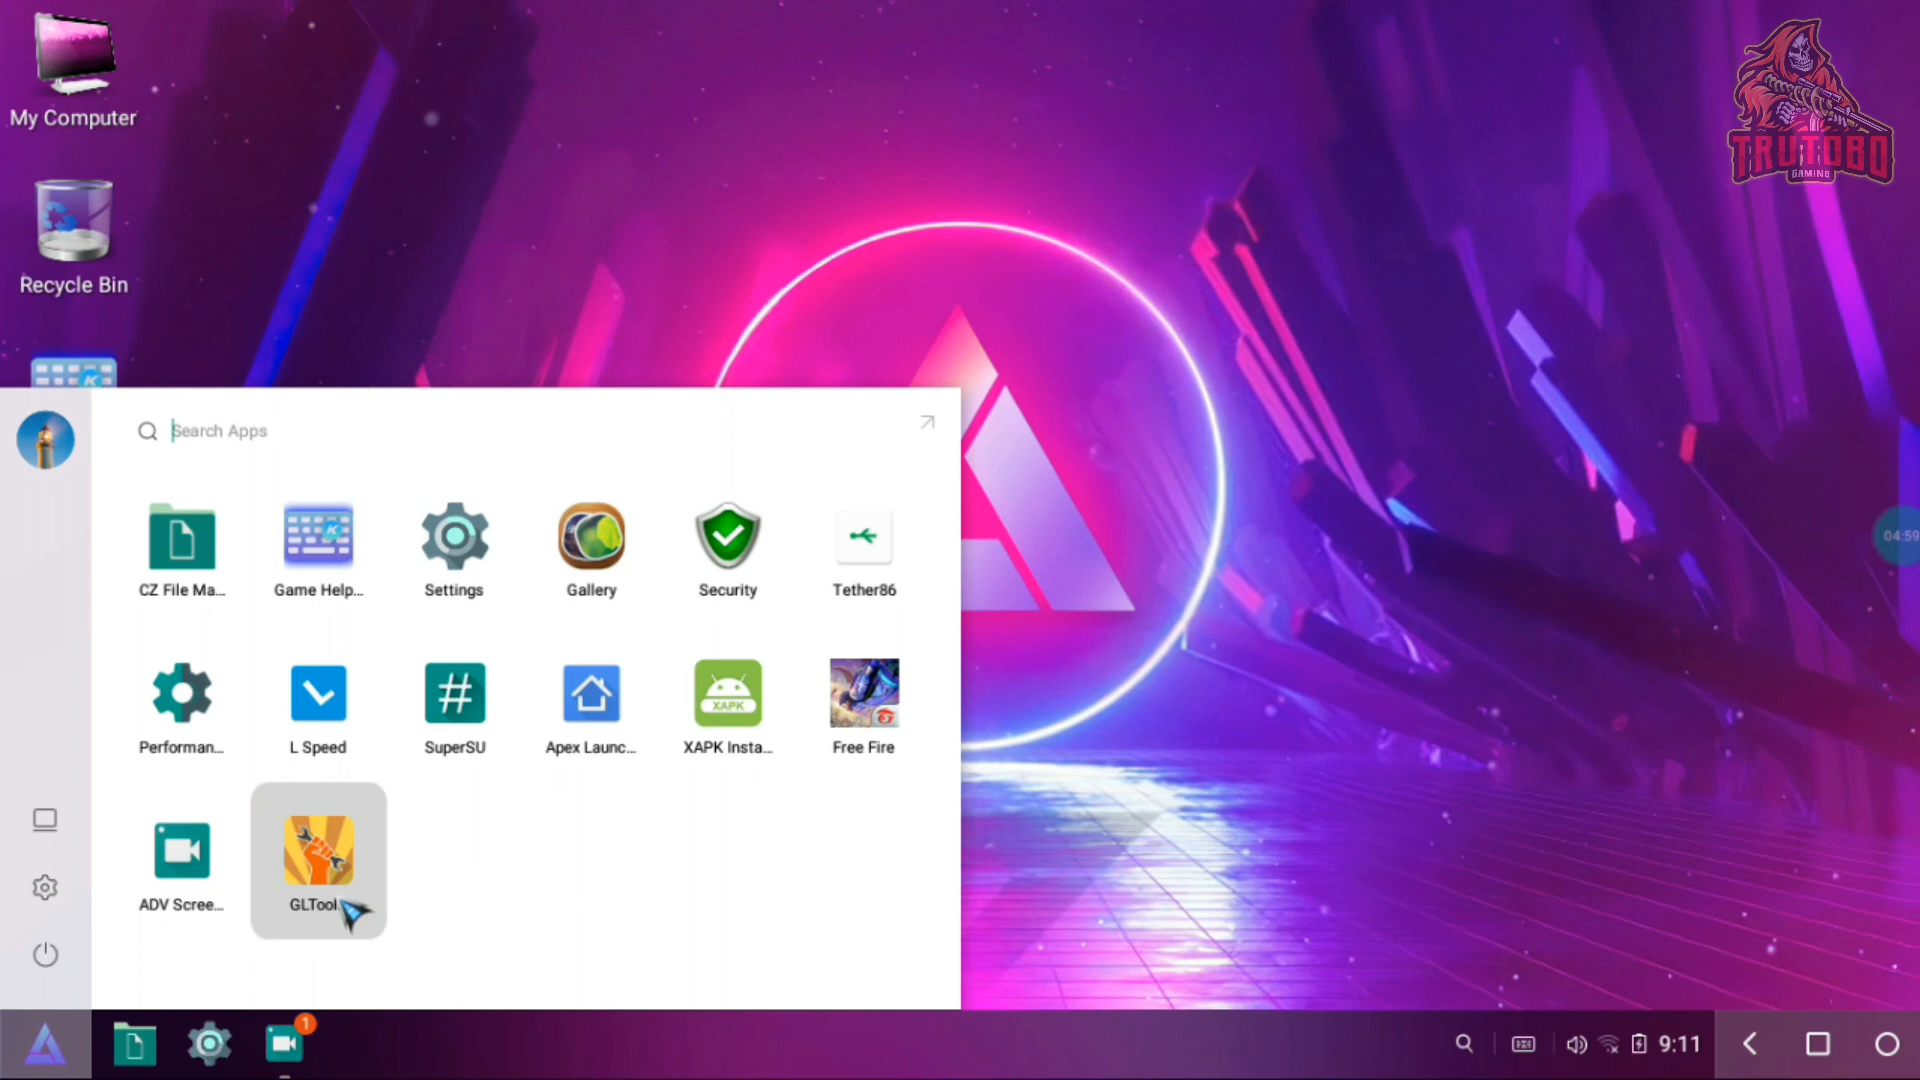 My Computer
TRUTOBO
GAMING
Recycle Bin
K
Search Apps
04:59
CZ File Ma...
Game Help...
Settings
Gallery
Security
Tether86
Performan...
L Speed
#
SuperSU
Apex Launc...
XAPK
XAPK Insta...
Free Fire
ADV Scree...
GLTool
1
9:11